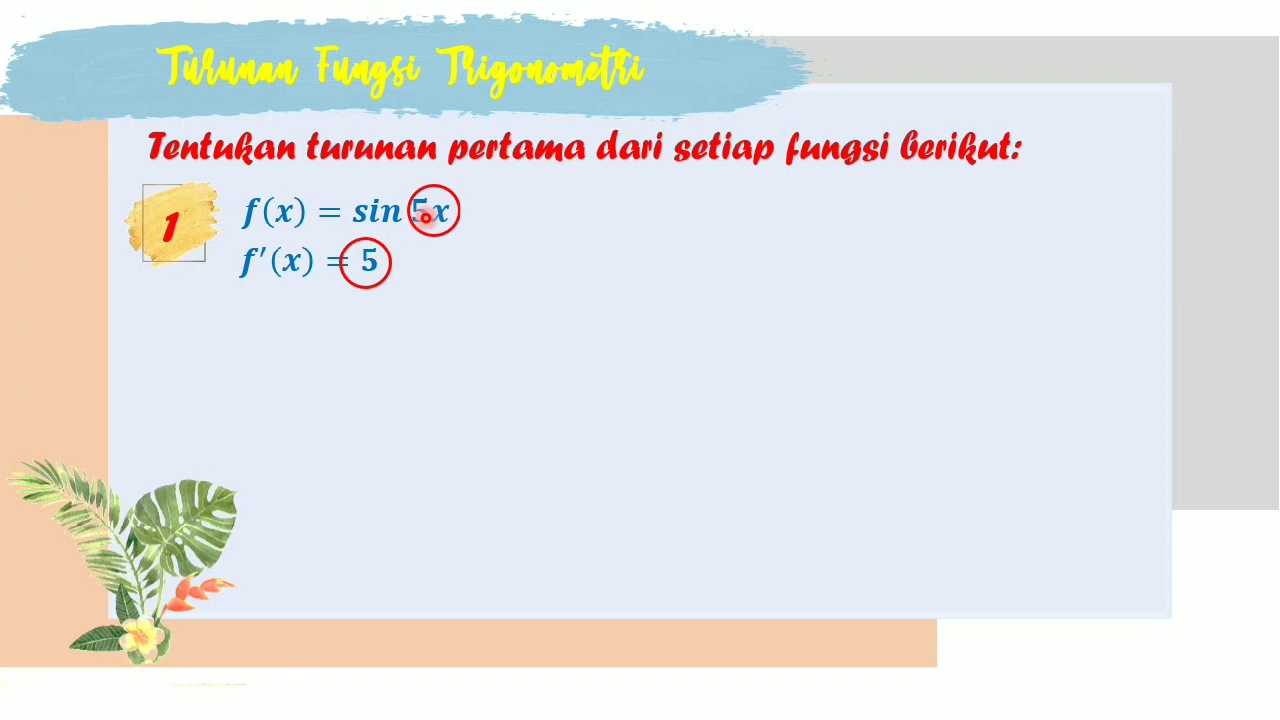 Turunan Fungsi Trigonometri
Tentukan turunan pertama dari setiap fungsi berikut:
1
f(x) = sin 5x
f′(x) = 5